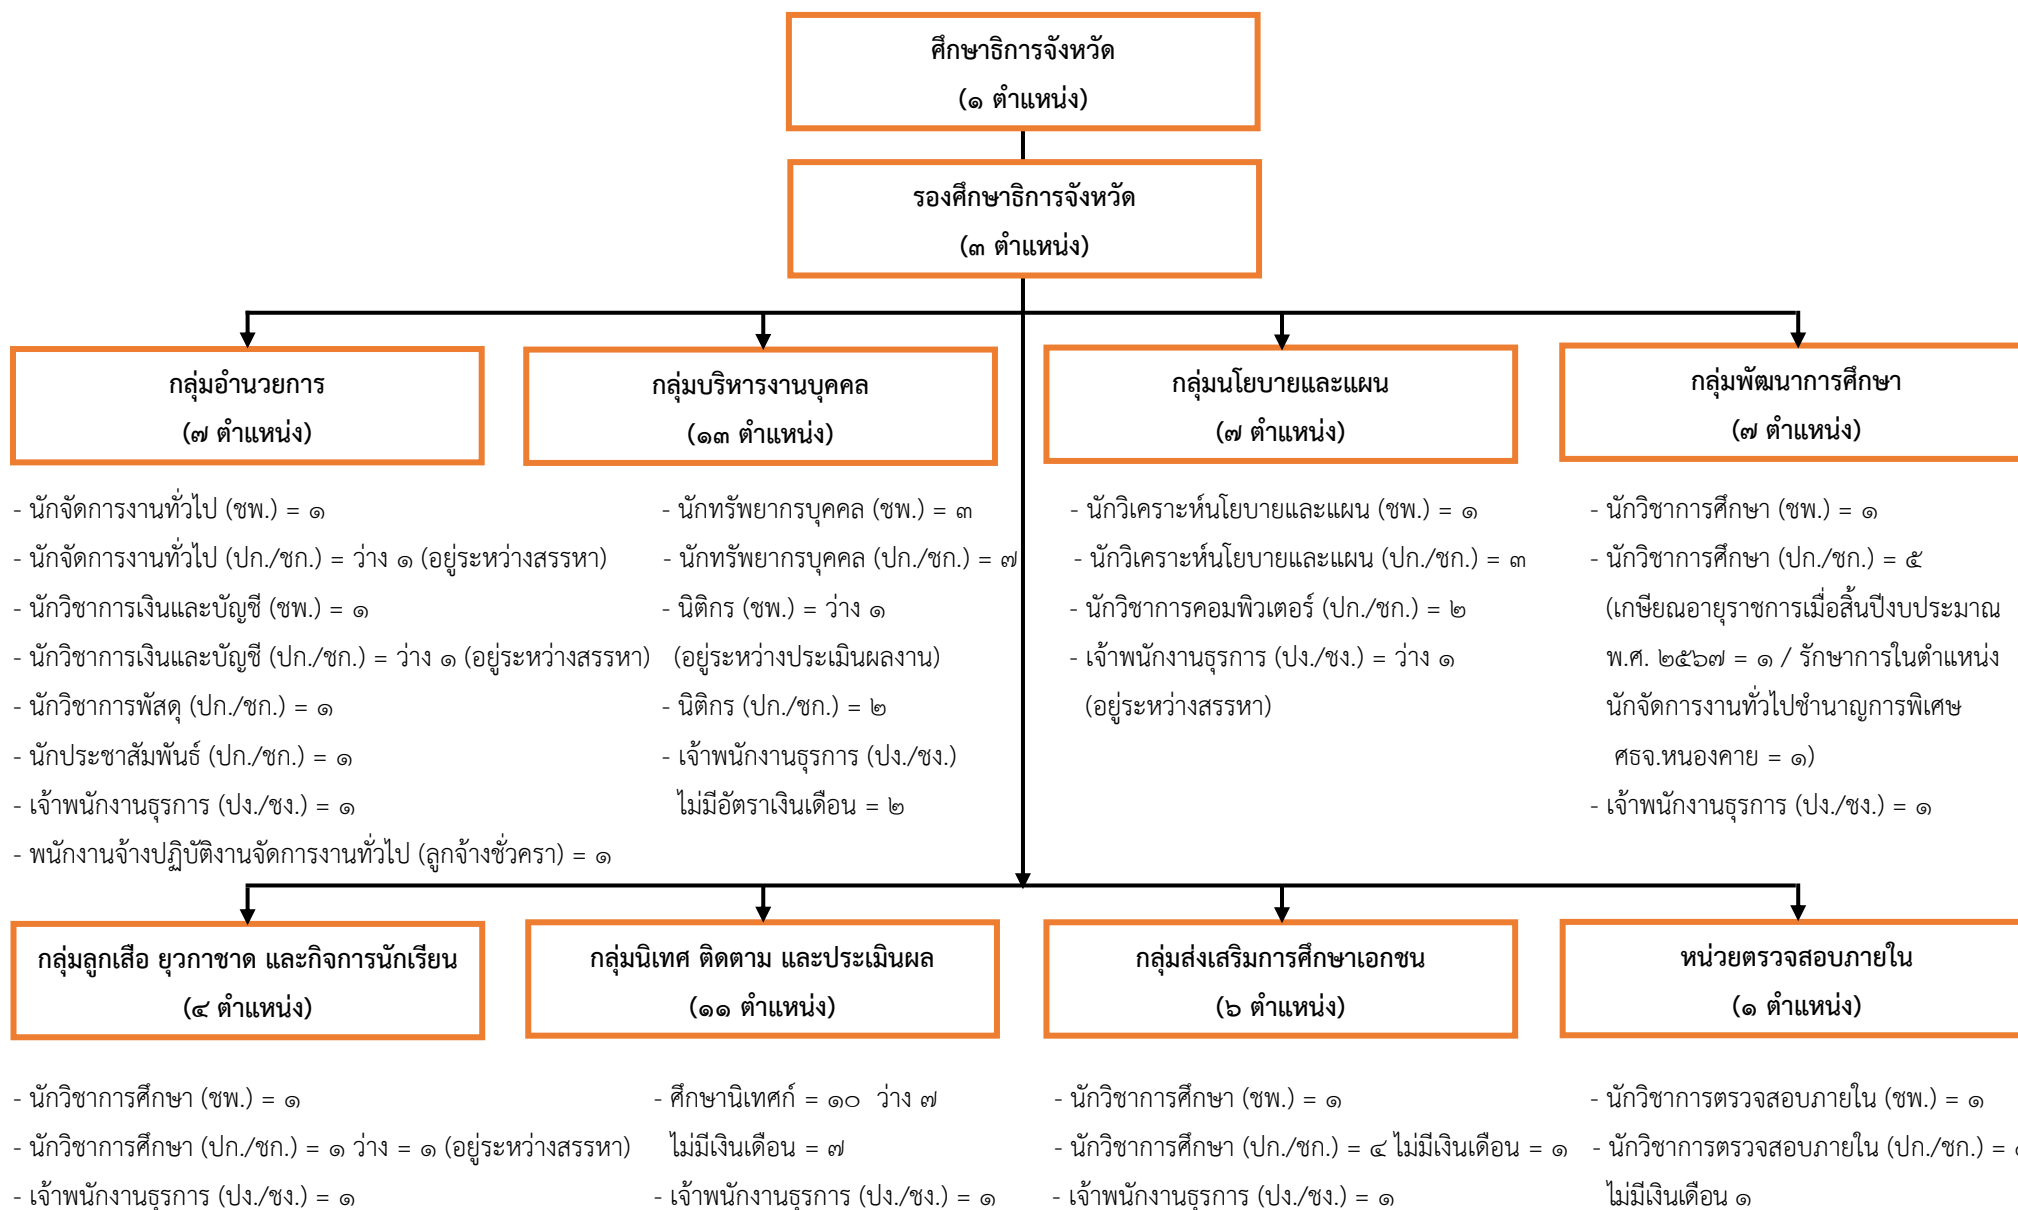 ศึกษาธิการจังหวัด
(๑ ตำแหน่ง)
รองศึกษาธิการจังหวัด
(๓ ตำแหน่ง)
กลุ่มอำนวยการ
(๗ ตำแหน่ง)
- นักจัดการงานทั่วไป (ชพ.) = ๑
- นักจัดการงานทั่วไป (ปก./ชก.) = ว่าง ๑ (อยู่ระหว่างสรรหา)
- นักวิชาการเงินและบัญชี (ชพ.) = ๑
- นักวิชาการเงินและบัญชี (ปก./ชก.) = ว่าง ๑ (อยู่ระหว่างสรรหา)
- นักวิชาการพัสดุ (ปก./ชก.) = ๑
- นักประชาสัมพันธ์ (ปก./ชก.) = ๑
- เจ้าพนักงานธุรการ (ปง./ชง.) = ๑
- พนักงานจ้างปฏิบัติงานจัดการงานทั่วไป (ลูกจ้างชั่วครา) = ๑
กลุ่มบริหารงานบุคคล
(๑๓ ตำแหน่ง)
- นักทรัพยากรบุคคล (ชพ.) = ๓
- นักทรัพยากรบุคคล (ปก./ชก.) = ๗
- นิติกร (ชพ.) = ว่าง ๑
(อยู่ระหว่างประเมินผลงาน)
- นิติกร (ปก./ชก.) = ๒
- เจ้าพนักงานธุรการ (ปง./ชง.)
ไม่มีอัตราเงินเดือน = ๒
กลุ่มนโยบายและแผน
(๗ ตำแหน่ง)
- นักวิเคราะห์นโยบายและแผน (ชพ.) = ๑
- นักวิเคราะห์นโยบายและแผน (ปก./ชก.) = ๓
- นักวิชาการคอมพิวเตอร์ (ปก./ชก.) = ๒
- เจ้าพนักงานธุรการ (ปง./ชง.) = ว่าง ๑
(อยู่ระหว่างสรรหา)
กลุ่มพัฒนาการศึกษา
(๗ ตำแหน่ง)
- นักวิชาการศึกษา (ชพ.) = ๑
- นักวิชาการศึกษา (ปก./ชก.) = ๕
(เกษียณอายุราชการเมื่อสิ้นปีงบประมาณ
พ.ศ. ๒๕๖๗ = ๑ / รักษาการในตำแหน่ง
นักจัดการงานทั่วไปชำนาญการพิเศษ
ศธจ.หนองคาย = ๑)
- เจ้าพนักงานธุรการ (ปง./ชง.) = ๑
กลุ่มลูกเสือ ยุวกาชาด และกิจการนักเรียน
(๔ ตำแหน่ง)
- นักวิชาการศึกษา (ชพ.) = ๑
- นักวิชาการศึกษา (ปก./ชก.) = ๑ ว่าง = ๑ (อยู่ระหว่างสรรหา)
- เจ้าพนักงานธุรการ (ปง./ชง.) = ๑
กลุ่มนิเทศ ติดตาม และประเมินผล
(๑๑ ตำแหน่ง)
- ศึกษานิเทศก์ = ๑๐ ว่าง ๗
ไม่มีเงินเดือน = ๗
- เจ้าพนักงานธุรการ (ปง./ชง.) = ๑
กลุ่มส่งเสริมการศึกษาเอกชน
(๖ ตำแหน่ง)
- นักวิชาการศึกษา (ชพ.) = ๑
- นักวิชาการศึกษา (ปก./ชก.) = ๔ ไม่มีเงินเดือน = ๑
- เจ้าพนักงานธุรการ (ปง./ชง.) = ๑
หน่วยตรวจสอบภายใน
(๑ ตำแหน่ง)
- นักวิชาการตรวจสอบภายใน (ชพ.) = ๑
- นักวิชาการตรวจสอบภายใน (ปก./ชก.) =
ไม่มีเงินเดือน ๑